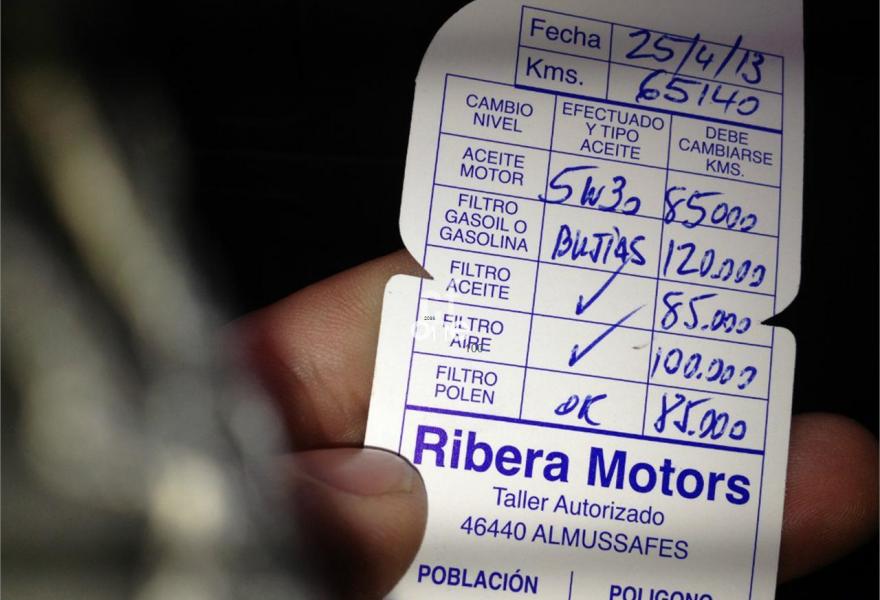 Fecha 25/4/13
Kms. 65140
CAMBIO NIVEL EFECTUADO Y TIPO ACEITE DEBE CAMBIARSE KMS.
ACEITE MOTOR 5W30 85000
FILTRO GASOIL O GASOLINA BUJIAS 120.000
FILTRO ACEITE ✓ 85.000
FILTRO AIRE ✓ 100.000
FILTRO POLEN OK 85.000
Ribera Motors
Taller Autorizado
46440 ALMUSSAFES
POBLACIÓN POLIGONO